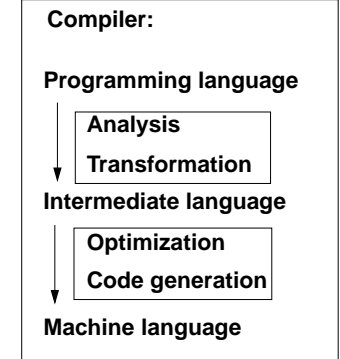 Compiler:
Programming language
Analysis
Transformation
Intermediate language
Optimization
Code generation
Machine language